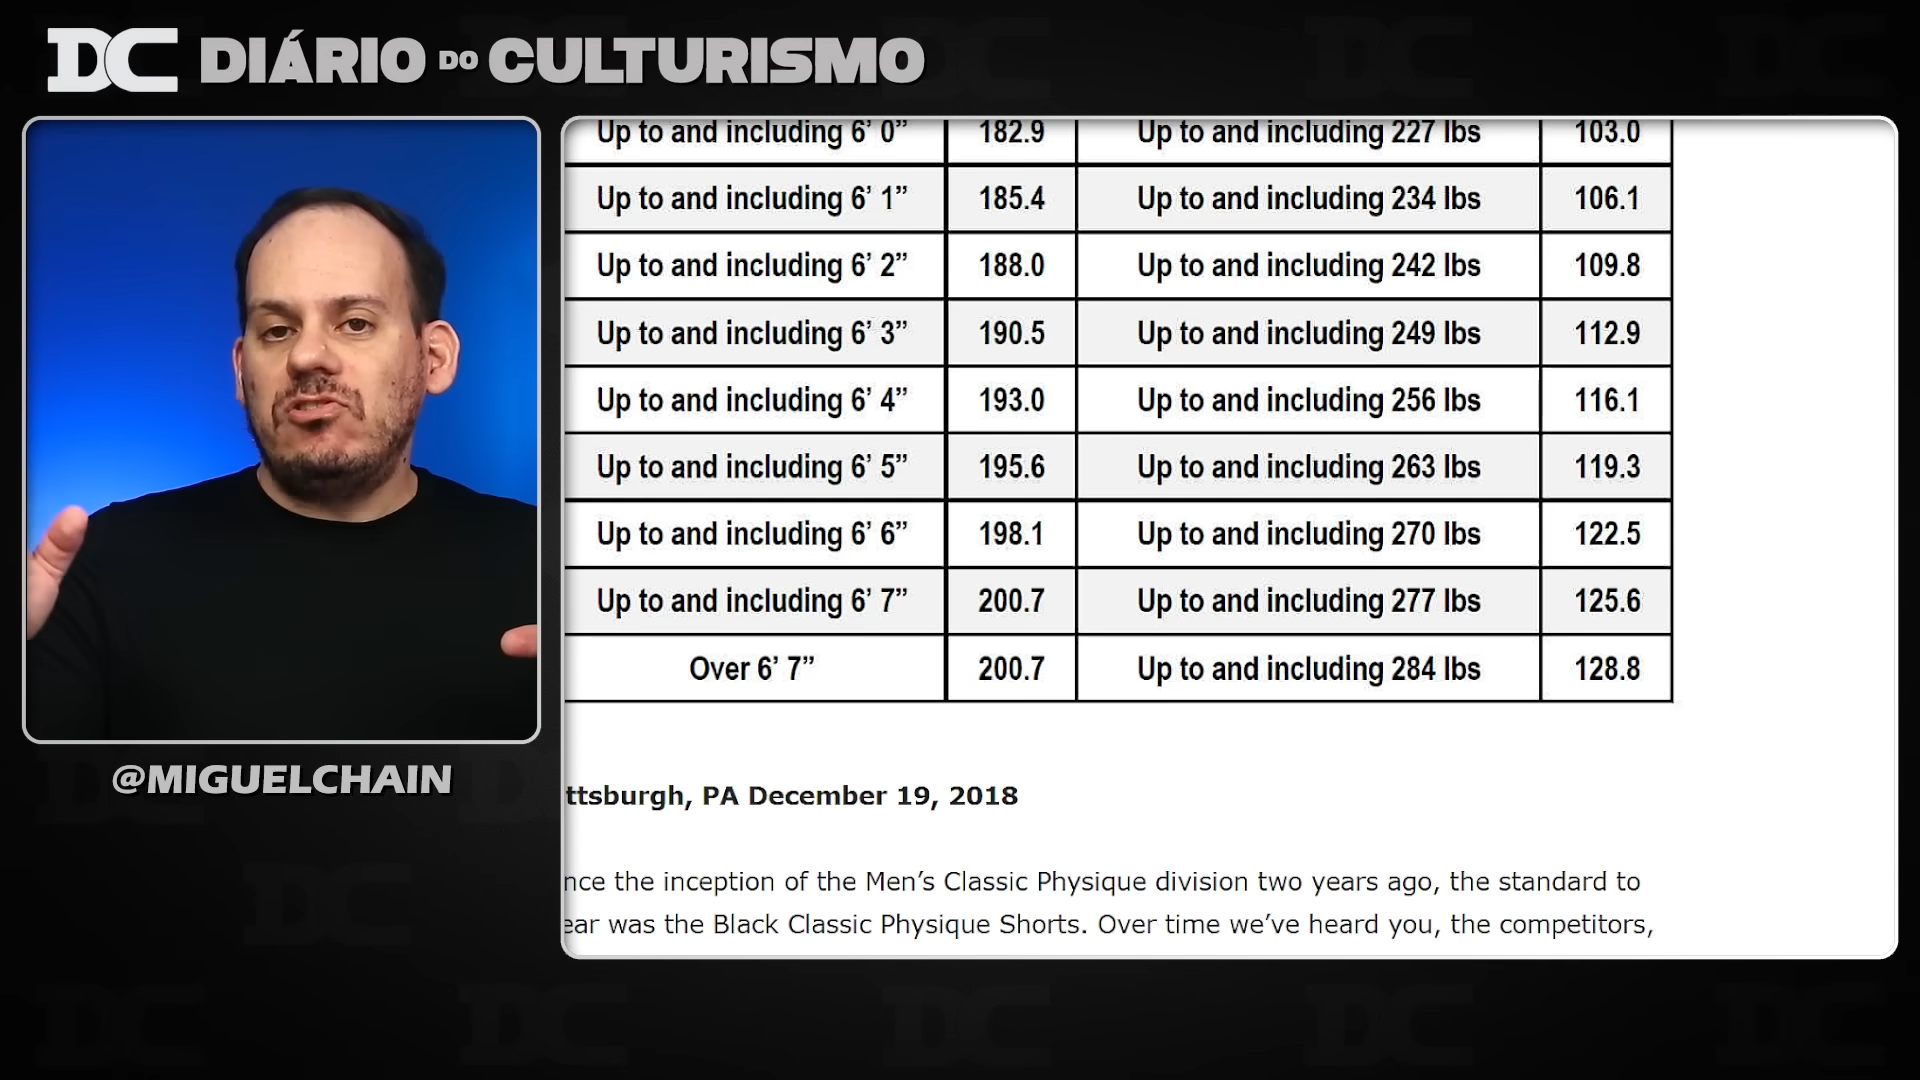 DC DIÁRIO DO CULTURISMO
Up to and including 6’ 0” 182.9 Up to and including 227 lbs 103.0
Up to and including 6’ 1” 185.4 Up to and including 234 lbs 106.1
Up to and including 6’ 2” 188.0 Up to and including 242 lbs 109.8
Up to and including 6’ 3” 190.5 Up to and including 249 lbs 112.9
Up to and including 6’ 4” 193.0 Up to and including 256 lbs 116.1
Up to and including 6’ 5” 195.6 Up to and including 263 lbs 119.3
Up to and including 6’ 6” 198.1 Up to and including 270 lbs 122.5
Up to and including 6’ 7” 200.7 Up to and including 277 lbs 125.6
Over 6’ 7” 200.7 Up to and including 284 lbs 128.8
@MIGUELCHAIN
ttsburgh, PA December 19, 2018
nce the inception of the Men’s Classic Physique division two years ago, the standard to
ear was the Black Classic Physique Shorts. Over time we’ve heard you, the competitors,